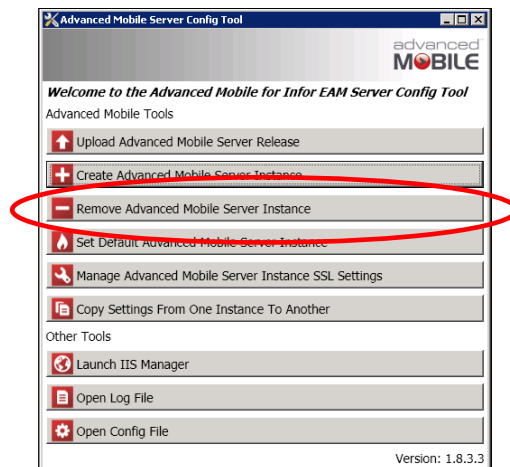 Advanced Mobile Server Config Tool
advanced
MOBILE
Welcome to the Advanced Mobile for Infor EAM Server Config Tool
Advanced Mobile Tools
Upload Advanced Mobile Server Release
Create Advanced Mobile Server Instance
Remove Advanced Mobile Server Instance
Set Default Advanced Mobile Server Instance
Manage Advanced Mobile Server Instance SSL Settings
Copy Settings From One Instance To Another
Other Tools
Launch IIS Manager
Open Log File
Open Config File
Version: 1.8.3.3